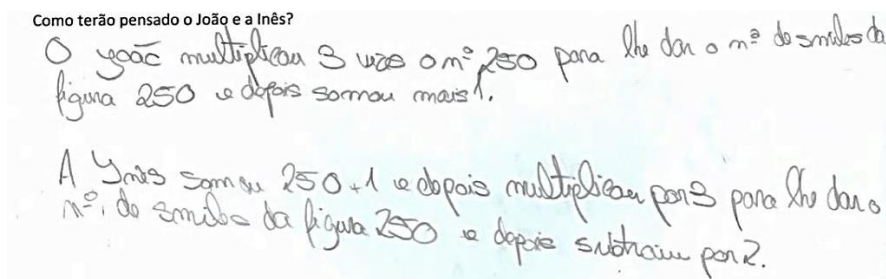 Como terão pensado o João e a Inês?
O João multiplicou 3 vezes o nº 250 para lhe dar o nº de smiles da
figura 250 e depois somou mais 1.
A Ynês somou 250+1 e depois multiplicou por 3 para lhe dar o
nº. de smiles da figura 250 e depois subtraiu por 2.